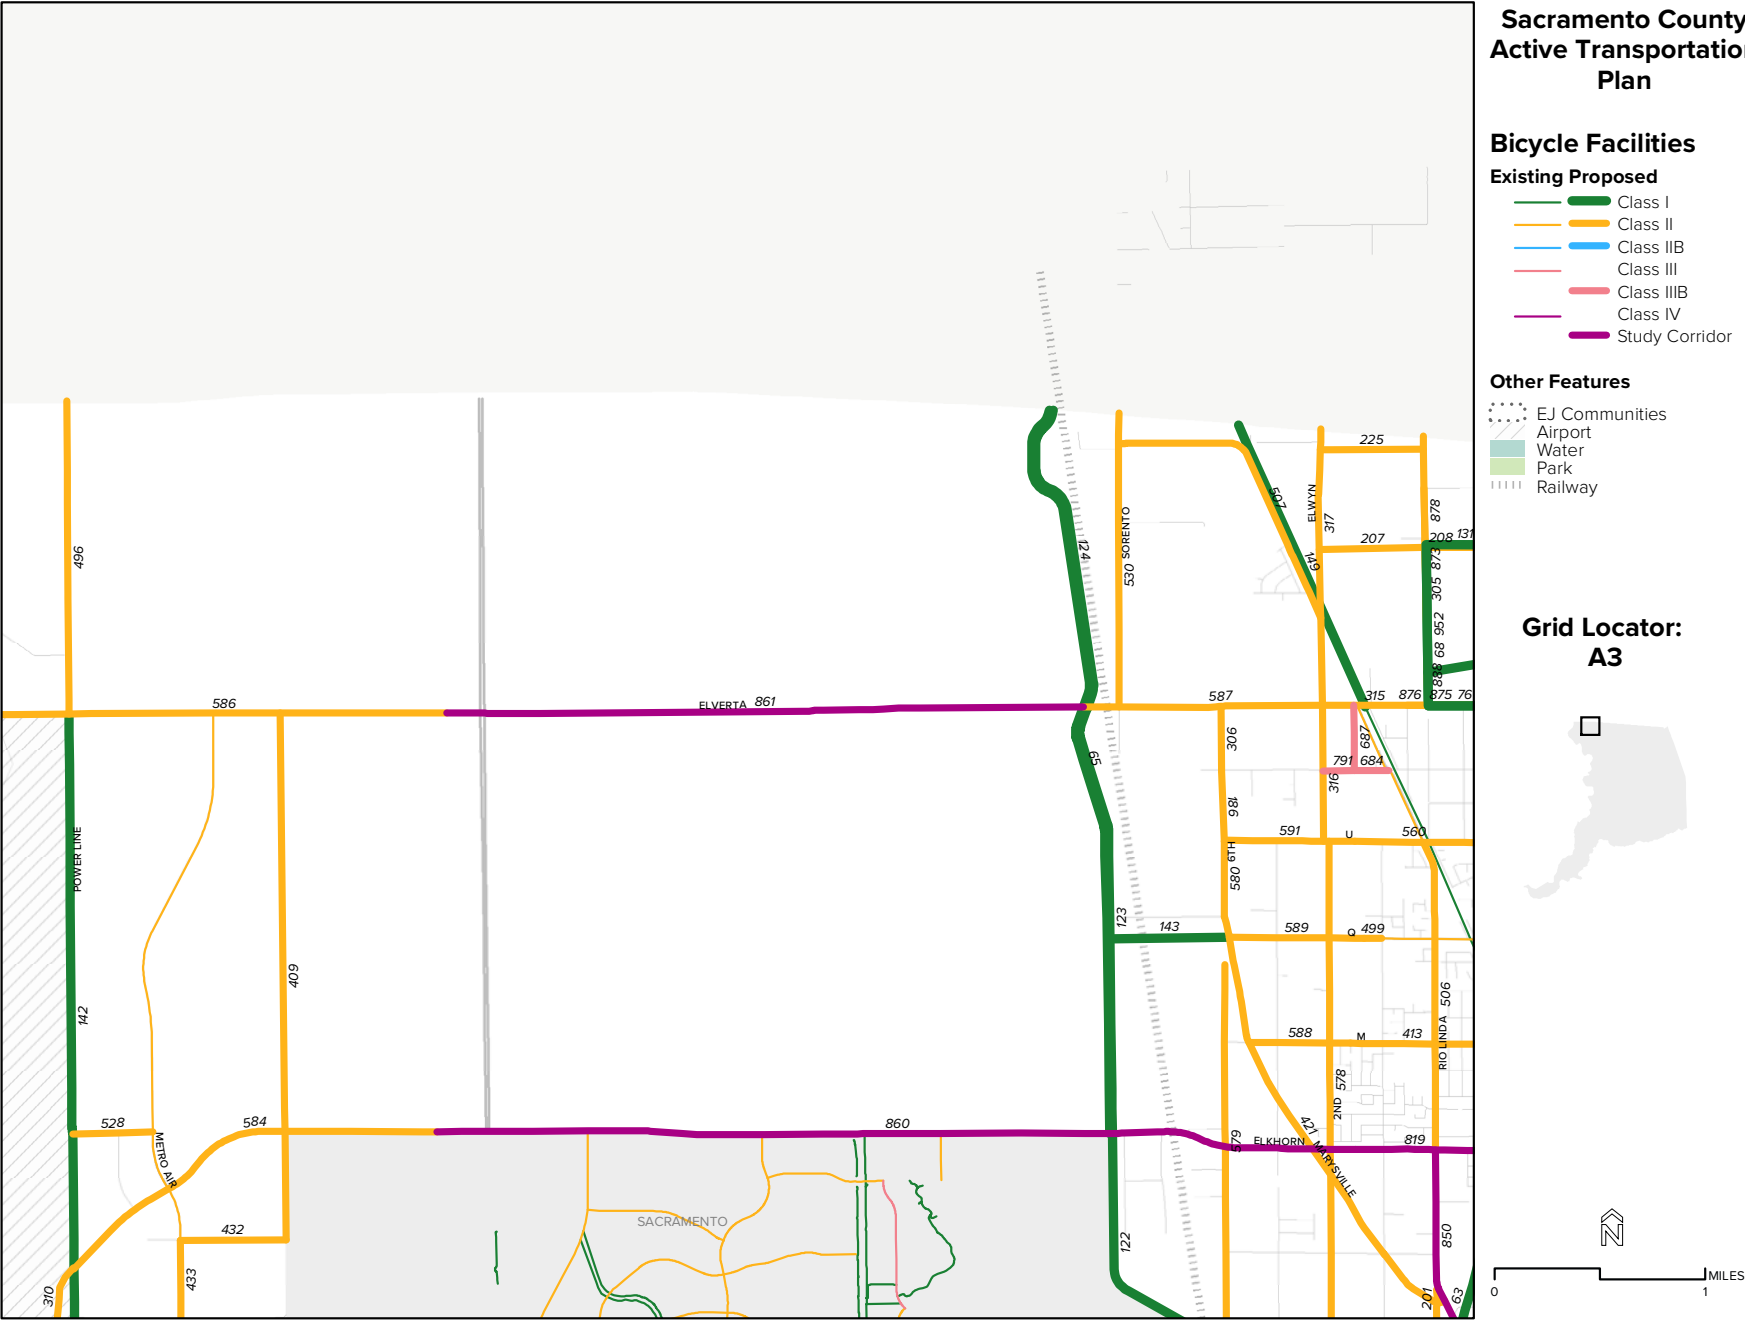 Sacramento County
Active Transportatio
Plan
Bicycle Facilities
Existing Proposed
Class I
Class II
Class IIB
Class III
Class IIIB
Class IV
Study Corridor
Other Features
EJ Communities
Airport
Water
Park
Railway
Grid Locator:
A3
N
0
1
MILES
225
507
ELWYN
317
878
SORENTO
530
124
149
207
208
131
873
305
952
68
888
496
586
ELVERTA
861
587
315
876
875
76
65
306
687
791
684
316
186
POWER LINE
591
U
560
6TH
580
123
143
589
Q
499
409
142
506
588
M
413
RIO LINDA
578
2ND
528
584
METRO AIR
860
421
MARYSVILLE
579
ELKHORN
819
432
SACRAMENTO
122
850
433
310
201
63